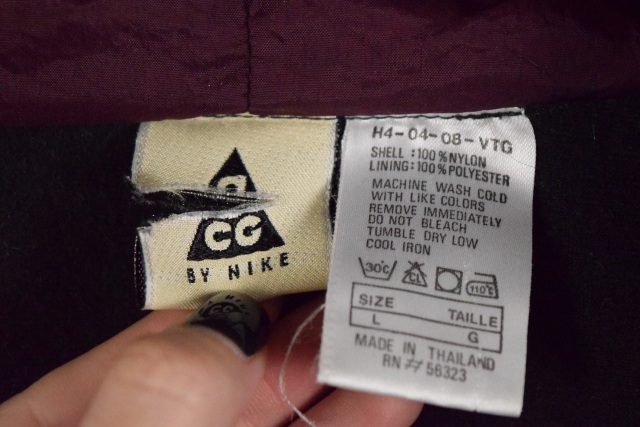 a
CG
BY NIKE
H4-04-08-VTG
SHELL :100%NYLON
LINING:100%POLYESTER
MACHINE WASH COLD
WITH LIKE COLORS
REMOVE IMMEDIATELY
DO NOT BLEACH
TUMBLE DRY LOW
COOL IRON
30°C CL 110°C
SIZE TAILLE
L G
MADE IN THAILAND
RN # 56323